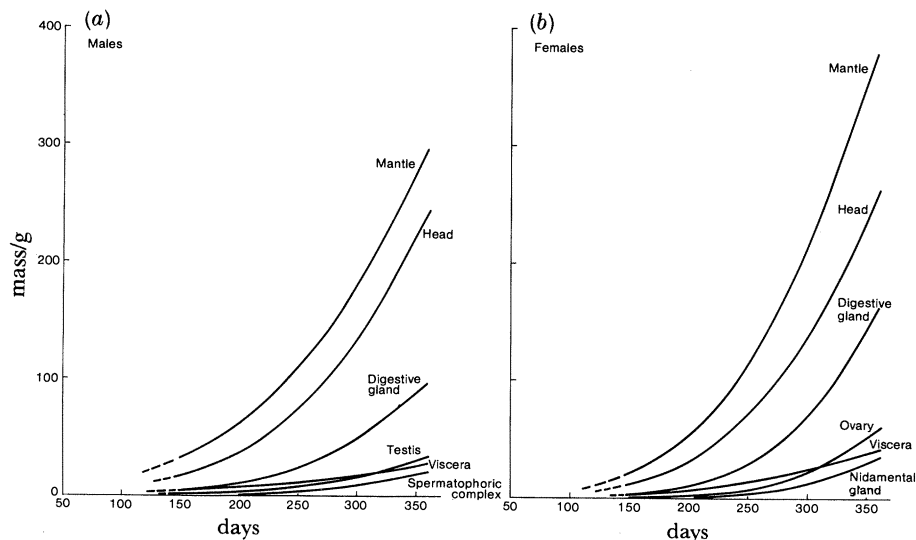 (a)
Males
400
300
200
100
0
mass/g
Mantle
Head
Digestive
gland
Testis
Viscera
Spermatophoric
complex
50 100 150 200 250 300 350
days
(b)
Females
Mantle
Head
Digestive
gland
Ovary
Viscera
Nidamental
gland
50 100 150 200 250 300 350
days